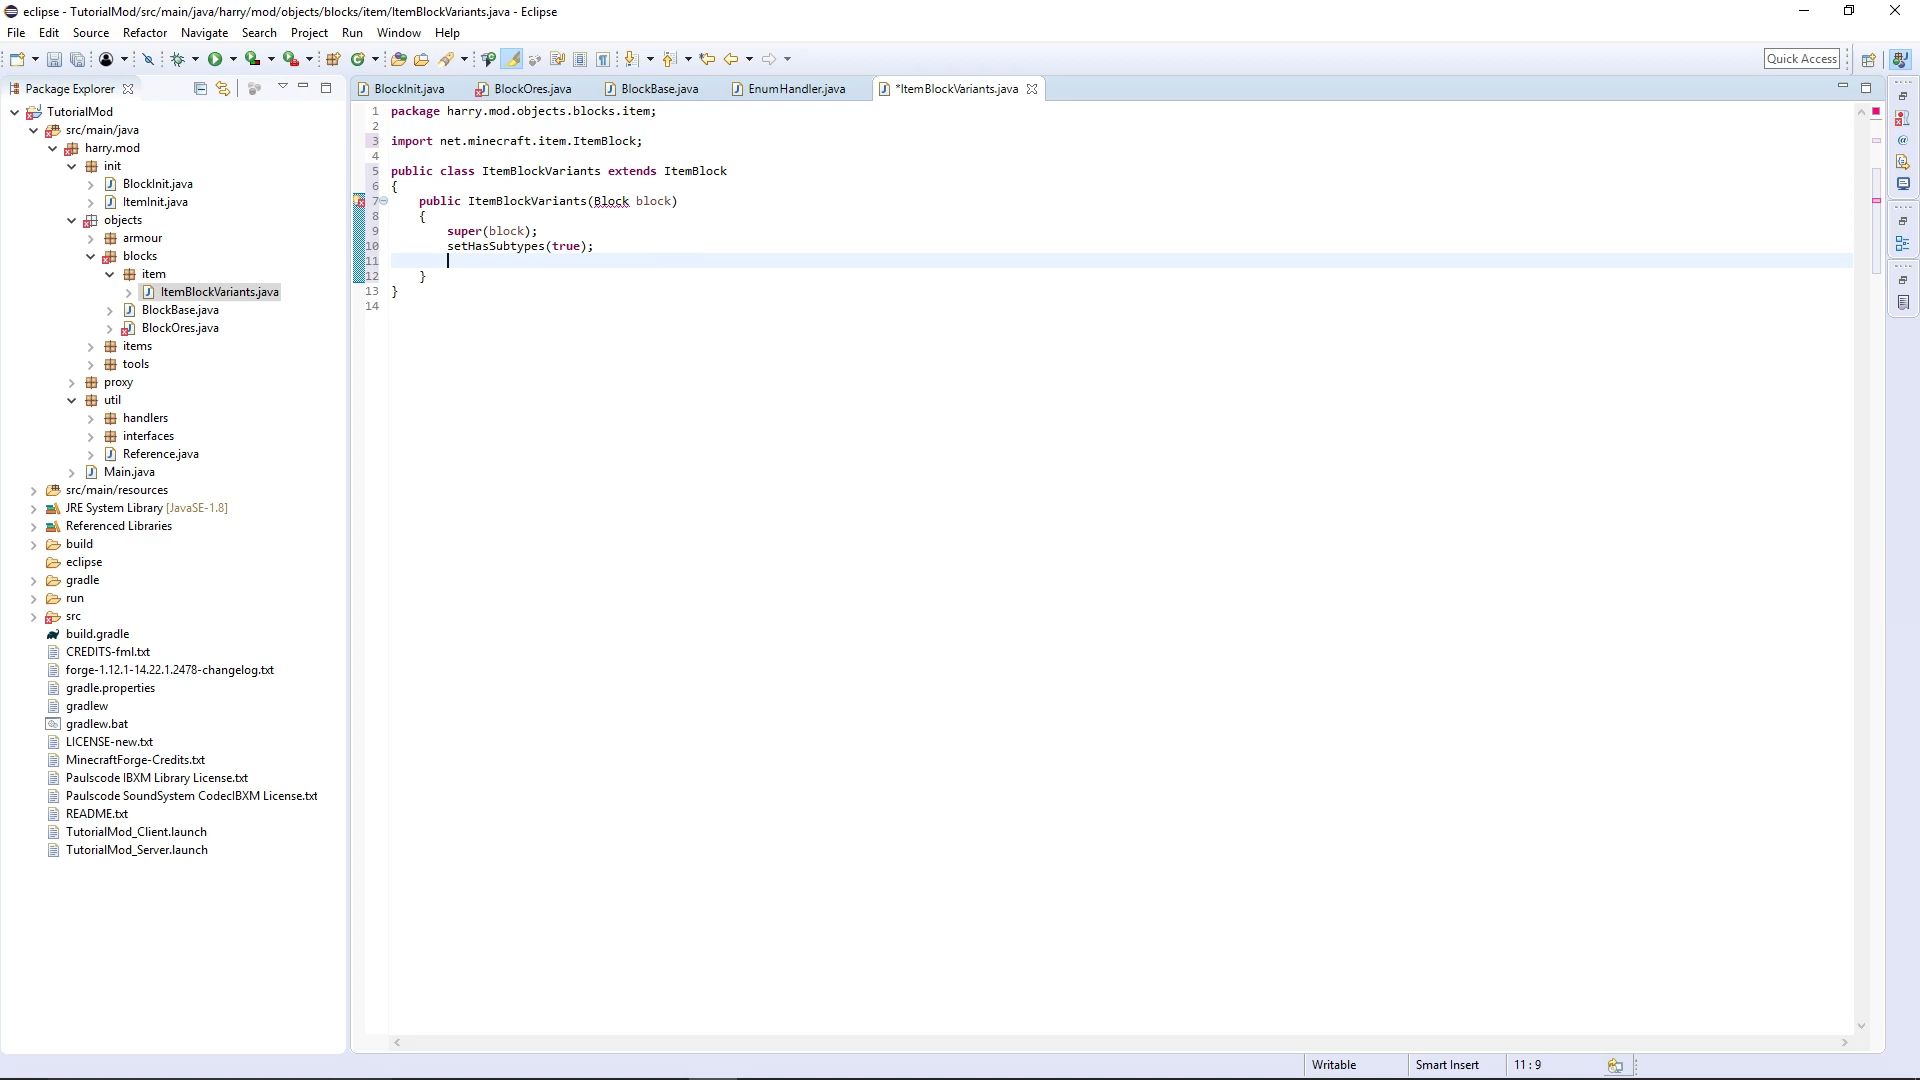 eclipse - TutorialMod/src/main/java/harry/mod/objects/blocks/item/ItemBlockVariants.java - Eclipse
File Edit Source Refactor Navigate Search Project Run Window Help
Quick Access
Package Explorer
BlockInit.java BlockOres.java BlockBase.java EnumHandler.java *ItemBlockVariants.java
TutorialMod
src/main/java
harry.mod
init
BlockInit.java
ItemInit.java
objects
armour
blocks
item
ItemBlockVariants.java
BlockBase.java
BlockOres.java
items
tools
proxy
util
handlers
interfaces
Reference.java
Main.java
src/main/resources
JRE System Library [JavaSE-1.8]
Referenced Libraries
build
eclipse
gradle
run
src
build.gradle
CREDITS-fml.txt
forge-1.12.1-14.22.1.2478-changelog.txt
gradle.properties
gradlew
gradlew.bat
LICENSE-new.txt
MinecraftForge-Credits.txt
Paulscode IBXM Library License.txt
Paulscode SoundSystem CodecIBXM License.txt
README.txt
TutorialMod_Client.launch
TutorialMod_Server.launch
1 package harry.mod.objects.blocks.item;
2
3 import net.minecraft.item.ItemBlock;
4
5 public class ItemBlockVariants extends ItemBlock
6 {
7 public ItemBlockVariants(Block block)
8 {
9 super(block);
10 setHasSubtypes(true);
11
12 }
13 }
14
Writable Smart Insert 11 : 9